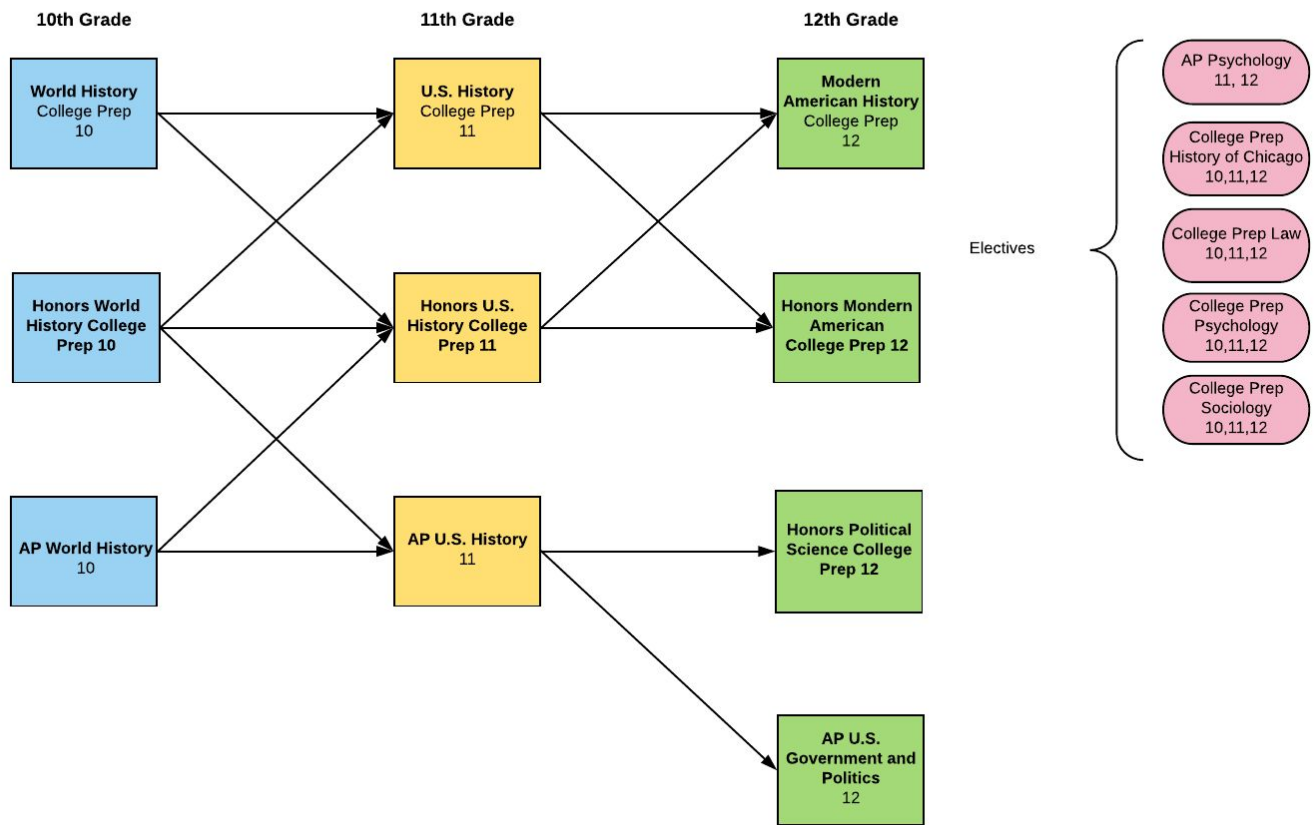 10th Grade
11th Grade
12th Grade
World History
College Prep
10
U.S. History
College Prep
11
Modern
American History
College Prep
12
Honors World
History College
Prep 10
Honors U.S.
History College
Prep 11
Honors Mondern
American
College Prep 12
AP World History
10
AP U.S. History
11
Honors Political
Science College
Prep 12
AP U.S.
Government and
Politics
12
Electives
AP Psychology
11, 12
College Prep
History of Chicago
10,11,12
College Prep Law
10,11,12
College Prep
Psychology
10,11,12
College Prep
Sociology
10,11,12